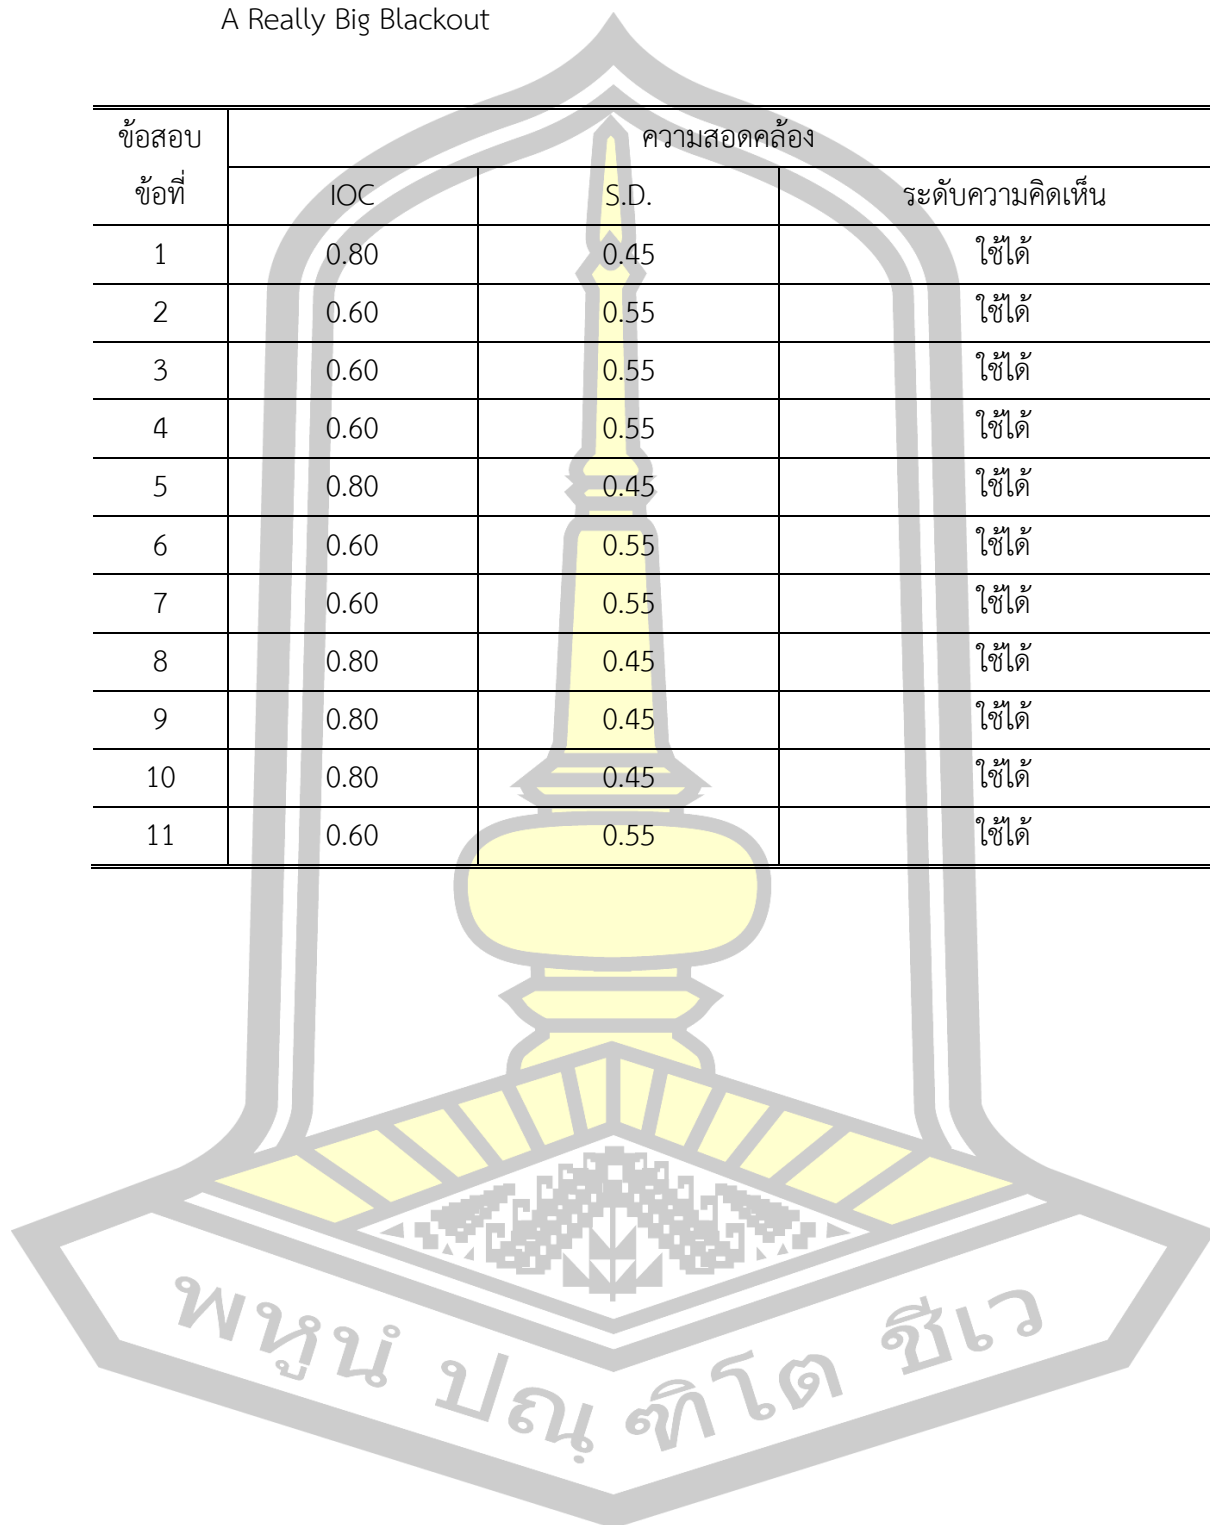 A Really Big Blackout
ข้อสอบ ความสอดคล้อง
ข้อที่ IOC S.D. ระดับความคิดเห็น
1 0.80 0.45 ใช้ได้
2 0.60 0.55 ใช้ได้
3 0.60 0.55 ใช้ได้
4 0.60 0.55 ใช้ได้
5 0.80 0.45 ใช้ได้
6 0.60 0.55 ใช้ได้
7 0.60 0.55 ใช้ได้
8 0.80 0.45 ใช้ได้
9 0.80 0.45 ใช้ได้
10 0.80 0.45 ใช้ได้
11 0.60 0.55 ใช้ได้
พหูนํ ปณฺฑิโต ชีเว